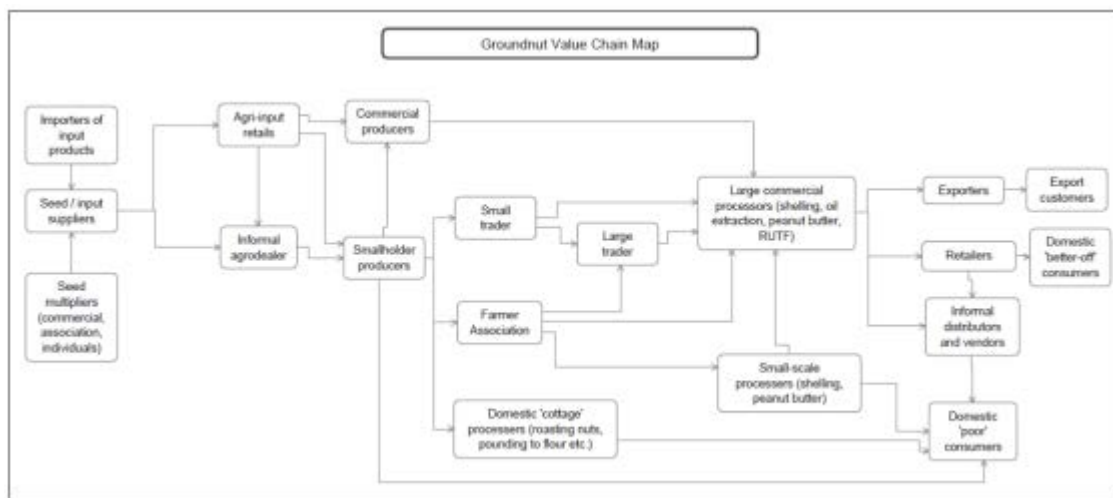 Groundnut Value Chain Map
Importers of
input
products
Seed / input
suppliers
Seed
multipliers
(commercial,
association,
individuals)
Agri-input
retails
Informal
agrodealer
Commercial
producers
Smallholder
producers
Small
trader
Large
trader
Farmer
Association
Domestic 'cottage'
processers (roasting nuts,
pounding to flour etc.)
Large commercial
processors (shelling, oil
extraction, peanut butter,
RUTF)
Small-scale
processers (shelling,
peanut butter)
Exporters
Export
customers
Retailers
Domestic
'better-off'
consumers
Informal
distributors
and vendors
Domestic
'poor'
consumers